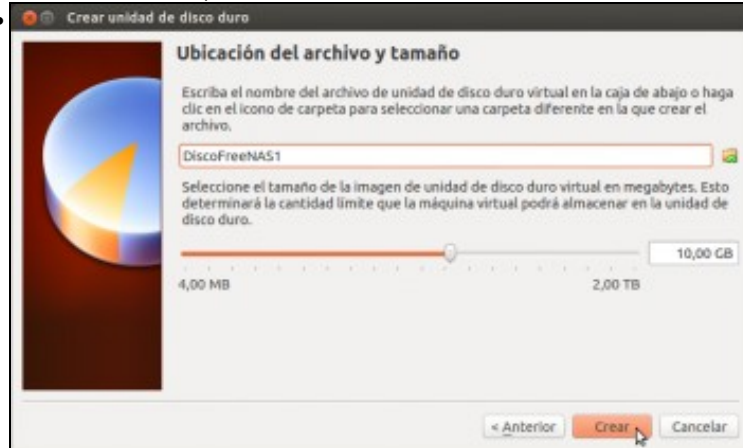 Crear unidad de disco duro
Ubicación del archivo y tamaño
Escriba el nombre del archivo de unidad de disco duro virtual en la caja de abajo o haga
clic en el icono de carpeta para seleccionar una carpeta diferente en la que crear el
archivo.
DiscoFreeNAS1
Seleccione el tamaño de la imagen de unidad de disco duro virtual en megabytes. Esto
determinará la cantidad límite que la máquina virtual podrá almacenar en la unidad de
disco duro.
10,00 GB
4,00 MB 2,00 TB
< Anterior Crear Cancelar